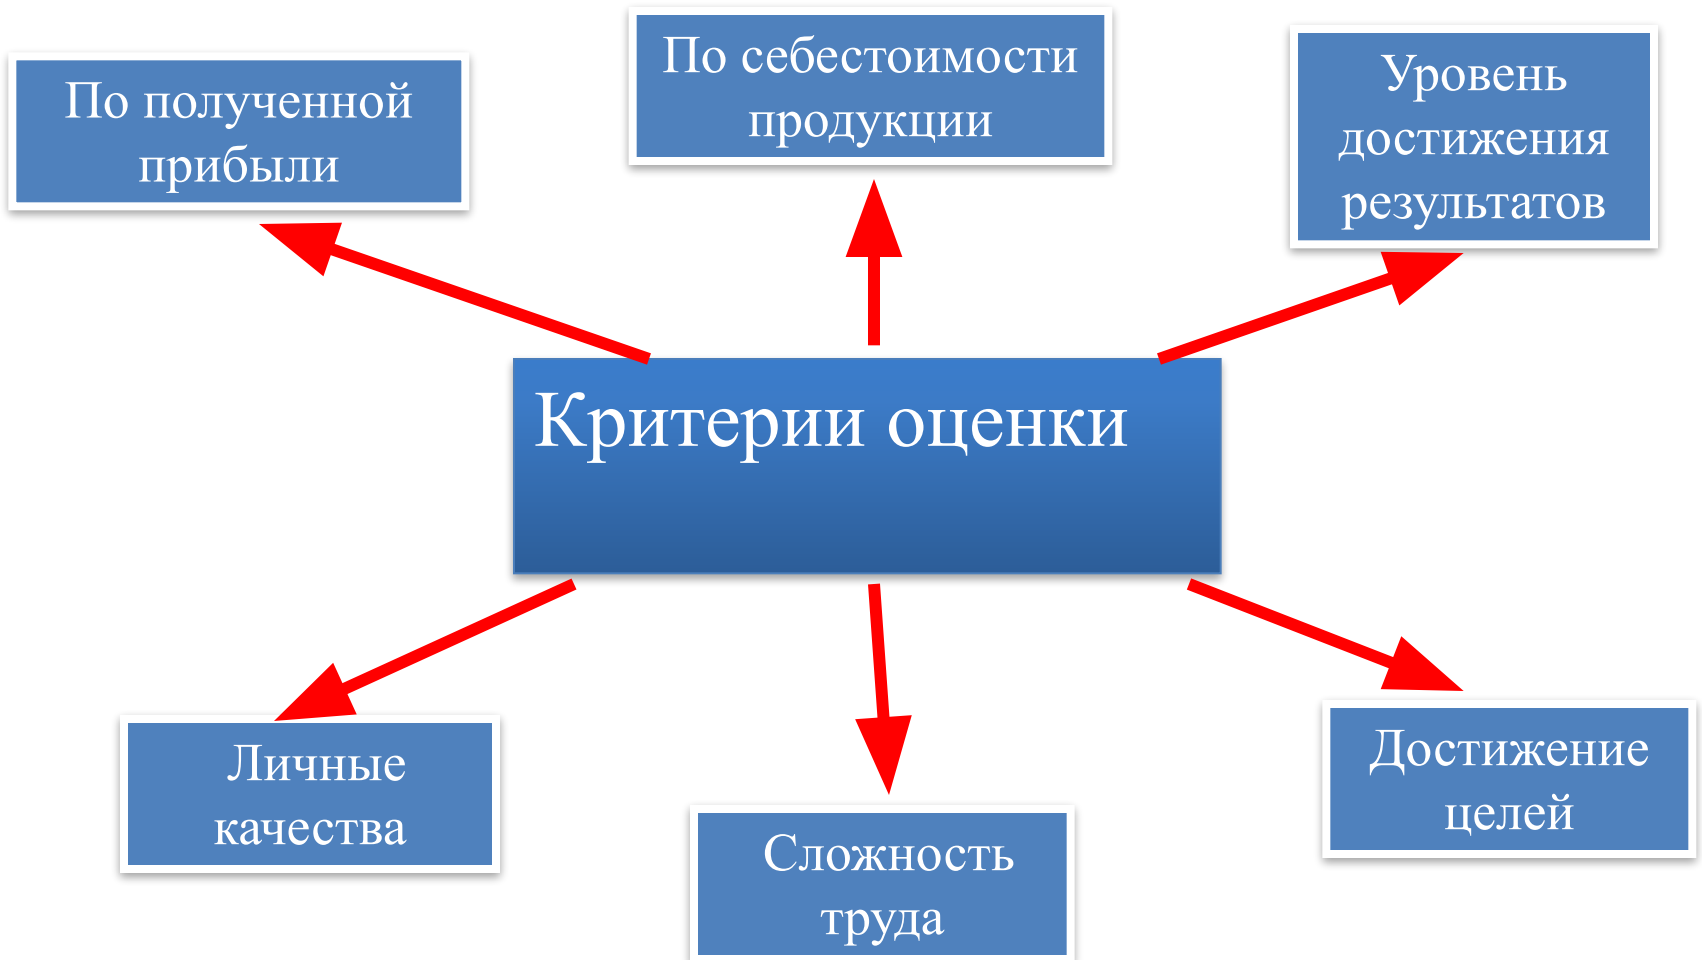 По полученной
прибыли
По себестоимости
продукции
Уровень
достижения
результатов
Критерии оценки
Личные
качества
Сложность
труда
Достижение
целей